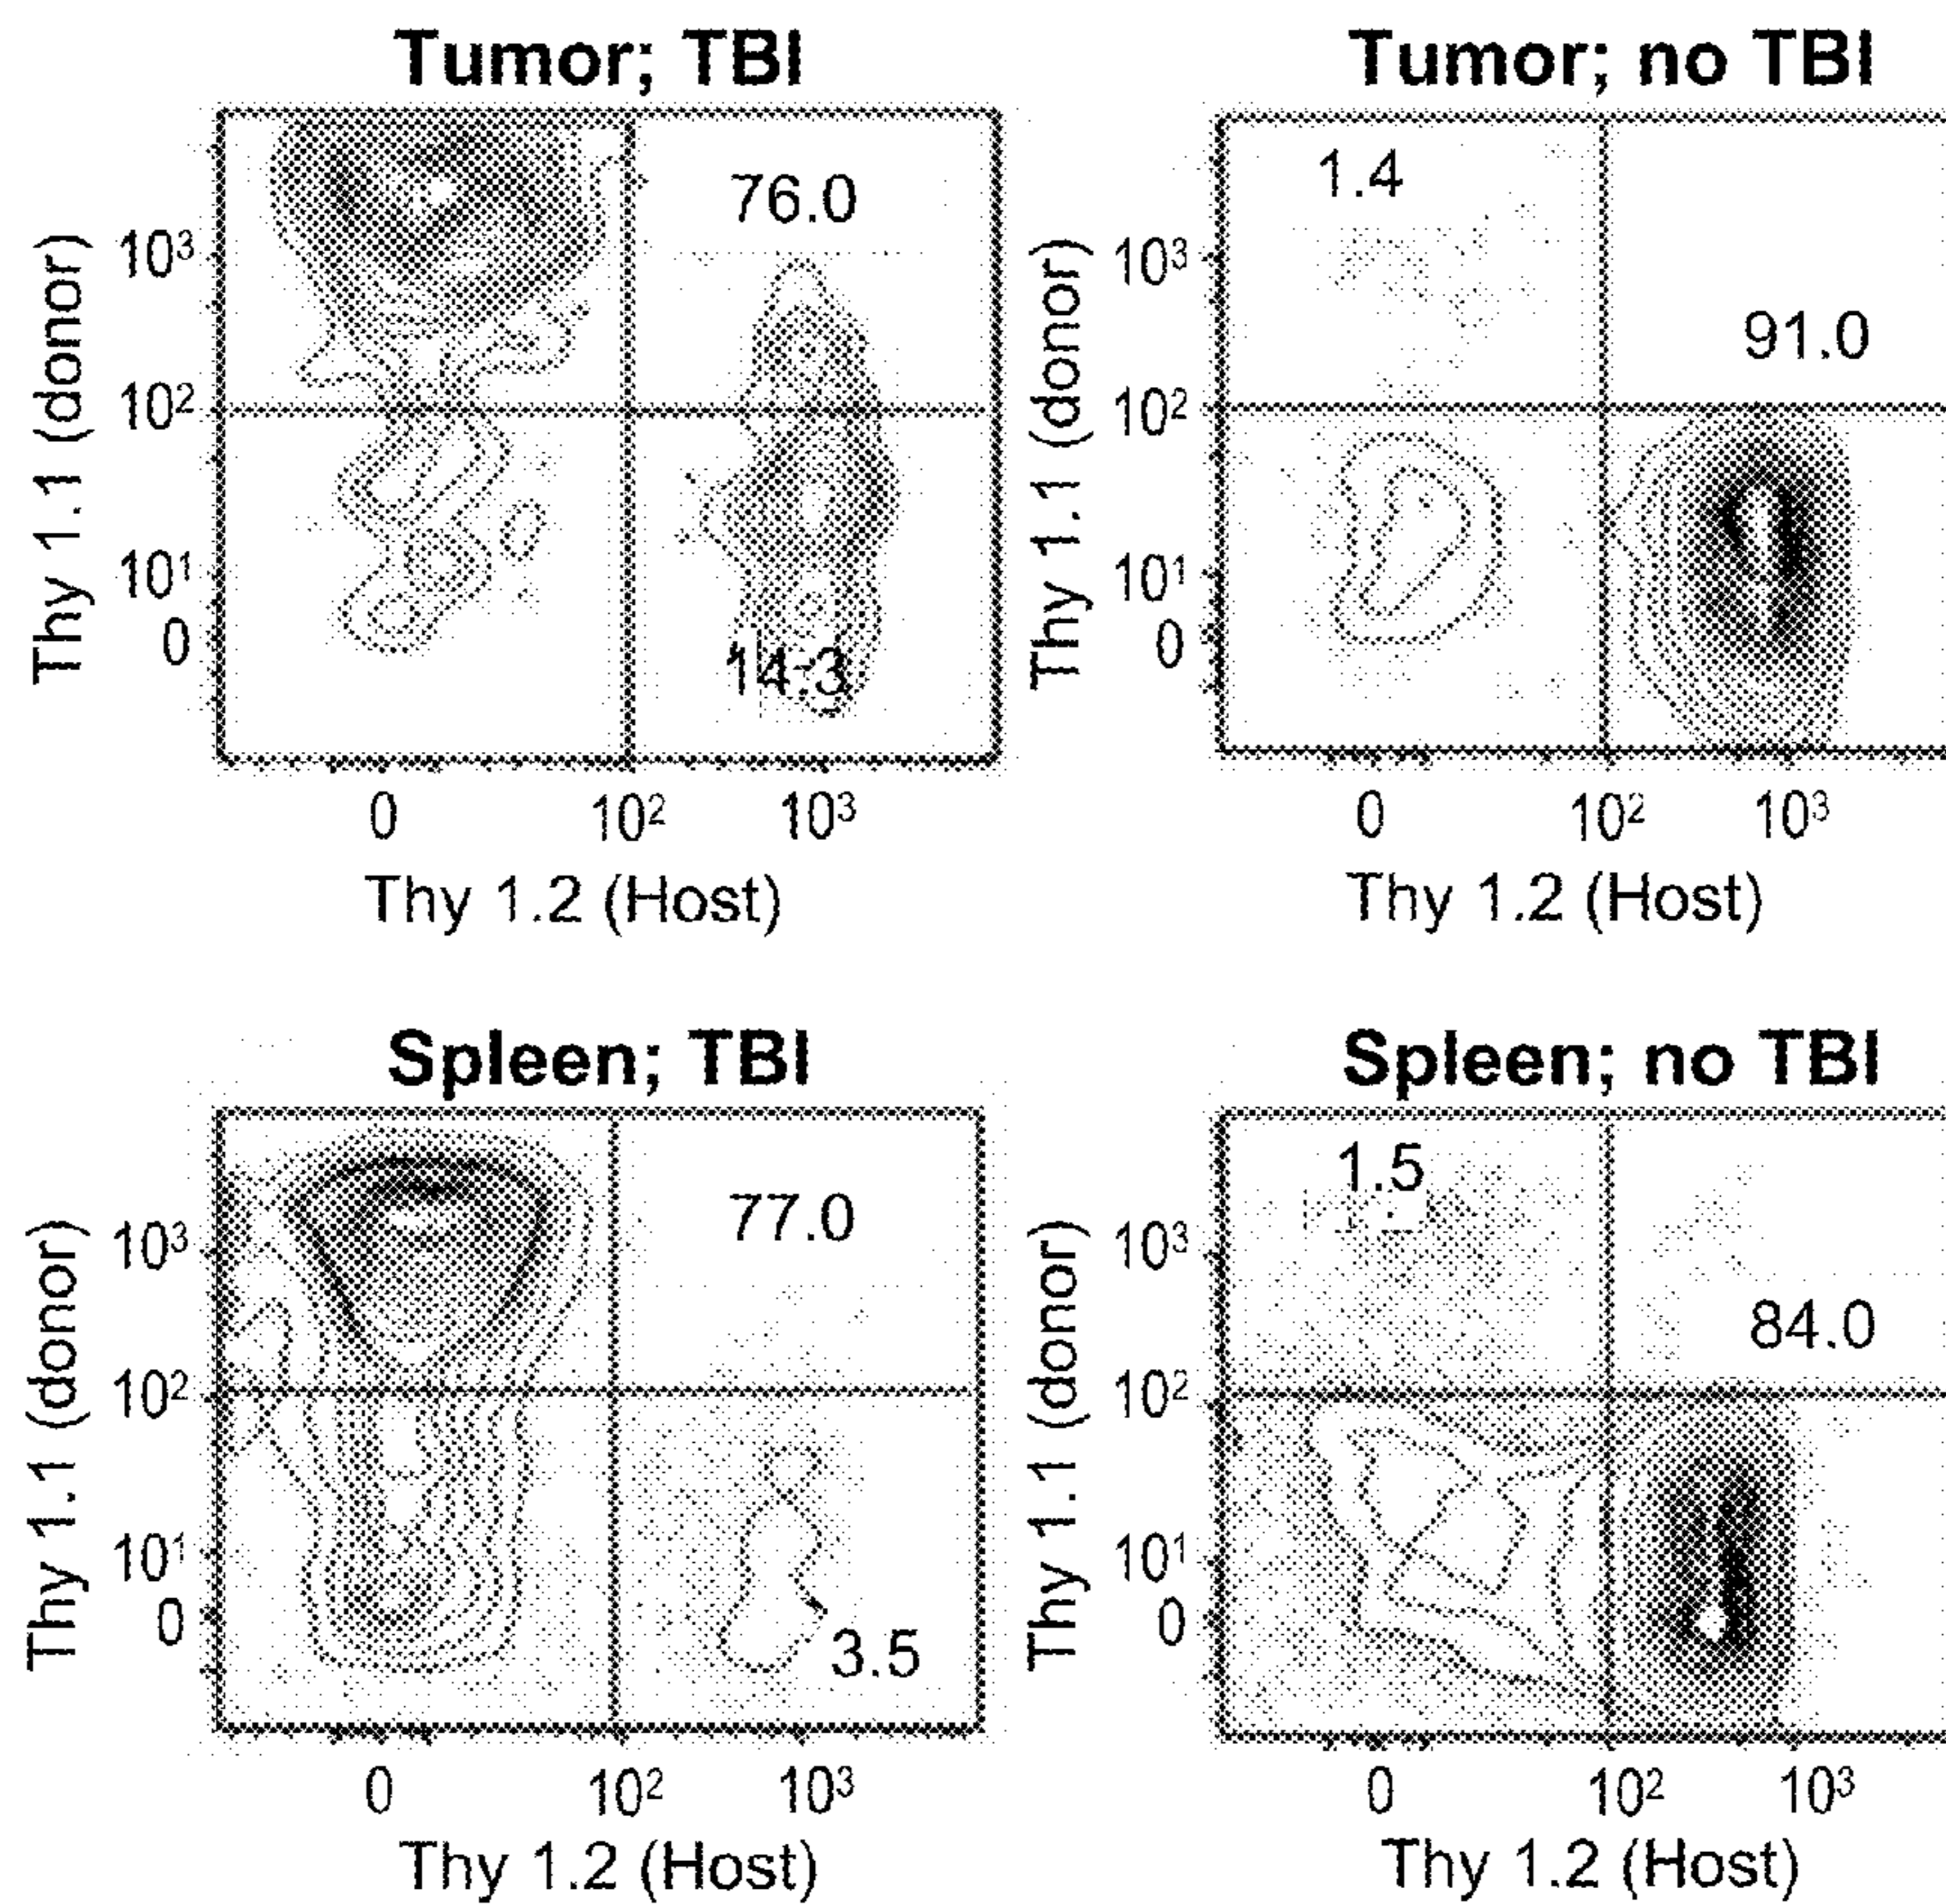 Tumor; TBI
Thy 1.1 (donor)
10³
10²
10¹
0
76.0
14.3
0 10² 10³
Thy 1.2 (Host)
Tumor; no TBI
Thy 1.1 (donor)
10³
10²
10¹
0
1.4
91.0
0 10² 10³
Thy 1.2 (Host)
Spleen; TBI
Thy 1.1 (donor)
10³
10²
10¹
0
77.0
3.5
0 10² 10³
Thy 1.2 (Host)
Spleen; no TBI
Thy 1.1 (donor)
10³
10²
10¹
0
1.5
84.0
0 10² 10³
Thy 1.2 (Host)